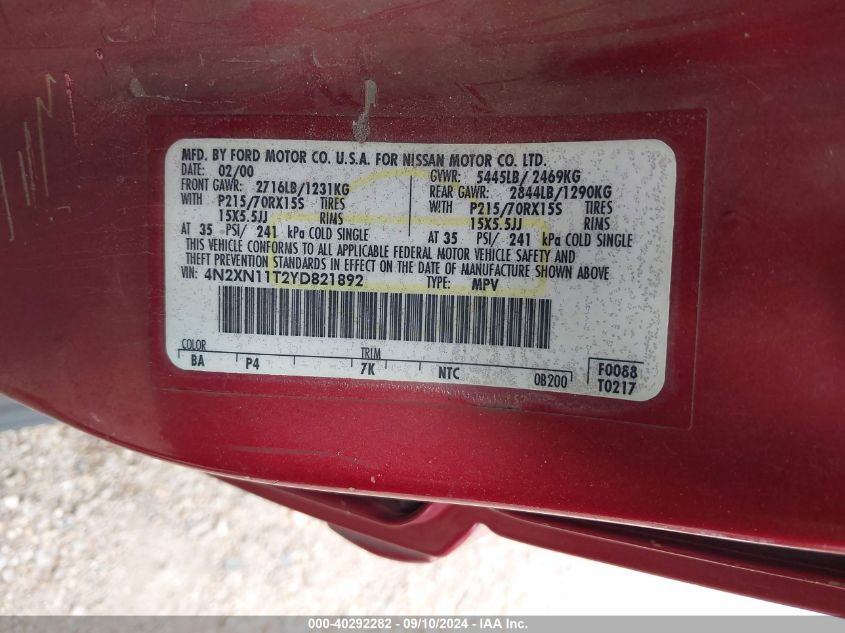 MFD. BY FORD MOTOR CO. U.S.A. FOR NISSAN MOTOR CO. LTD.
DATE: 02/00 GVWR: 5445LB/ 2469KG
FRONT GAWR: 2716LB/1231KG REAR GAWR: 2844LB/1290KG
WITH P215/70RX15S TIRES WITH P215/70RX15S TIRES
15X5.5JJ RIMS 15X5.5JJ RIMS
AT 35 PSI/ 241 kPa COLD SINGLE AT 35 PSI/ 241 kPa COLD SINGLE
THIS VEHICLE CONFORMS TO ALL APPLICABLE FEDERAL MOTOR VEHICLE SAFETY AND
THEFT PREVENTION STANDARDS IN EFFECT ON THE DATE OF MANUFACTURE SHOWN ABOVE
VIN: 4N2XN11T2YD821892 TYPE: MPV
COLOR TRIM
BA P4 7K NTC 0B200 F0088
T0217
000-40292282 - 09/10/2024 - IAA Inc.